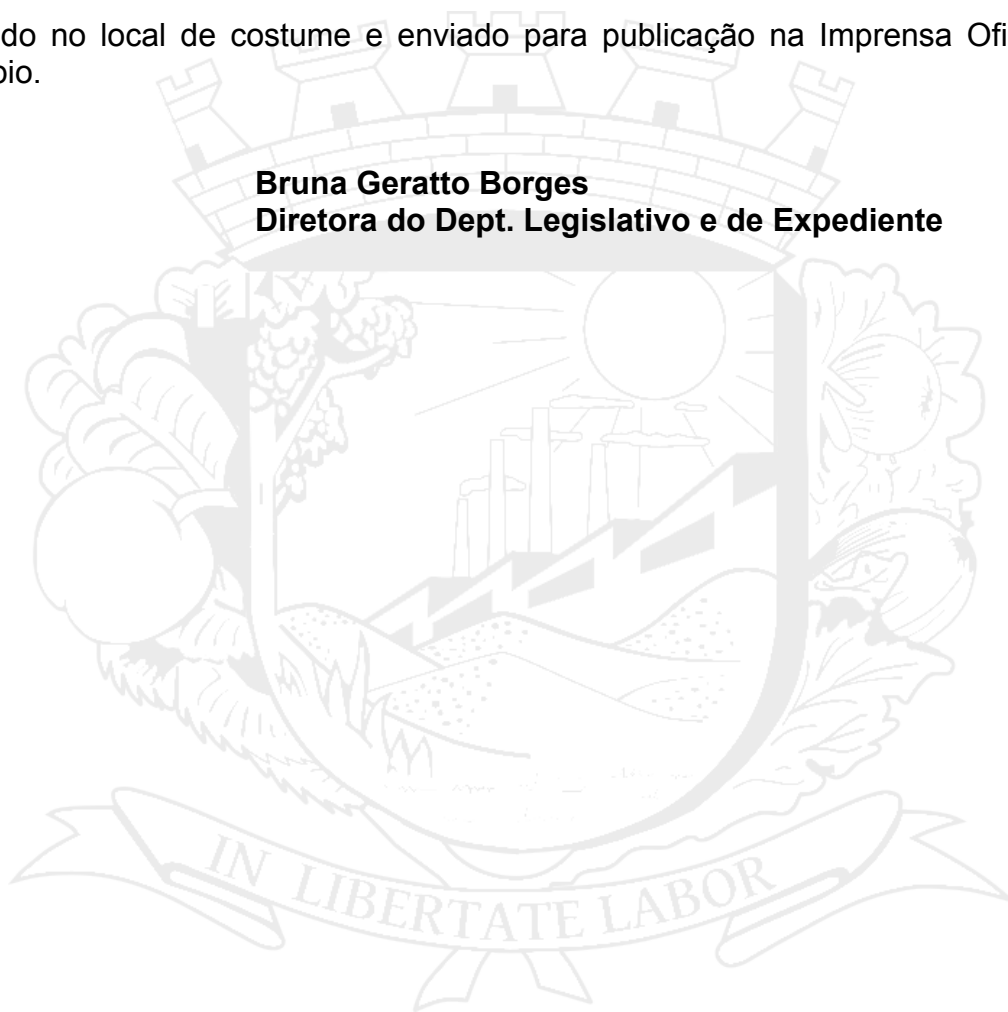 do no local de costume e enviado para publicação na Imprensa Ofi
io.
Bruna Geratto Borges
Diretora do Dept. Legislativo e de Expediente
IN LIBERTATE LABOR